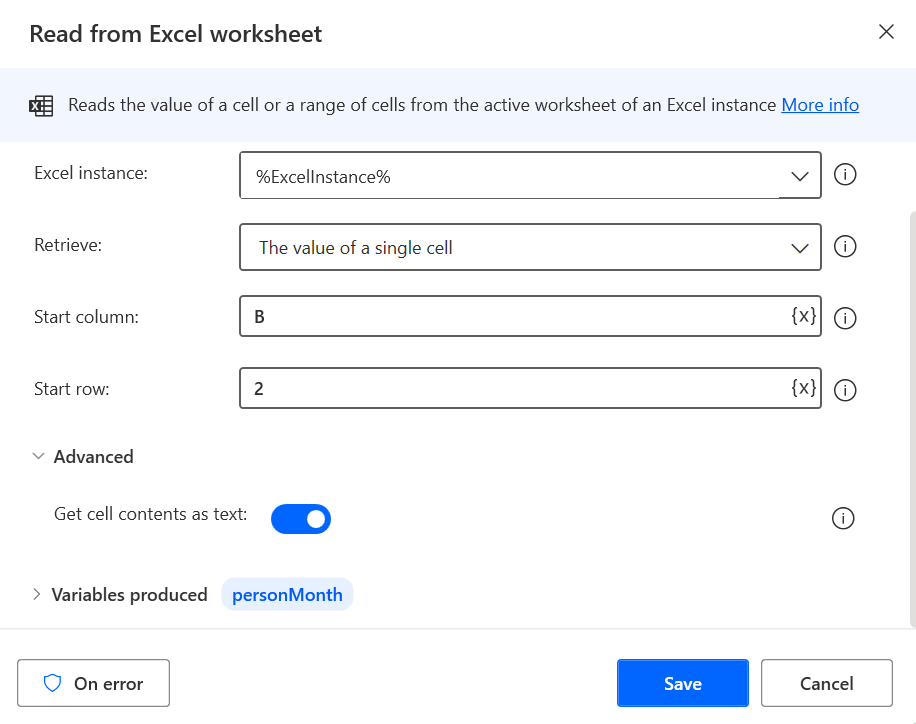 Read from Excel worksheet
Reads the value of a cell or a range of cells from the active worksheet of an Excel instance More info
Excel instance: %ExcelInstance%
Retrieve: The value of a single cell
Start column: B {x}
Start row: 2 {x}
Advanced
Get cell contents as text:
Variables produced personMonth
On error Save Cancel